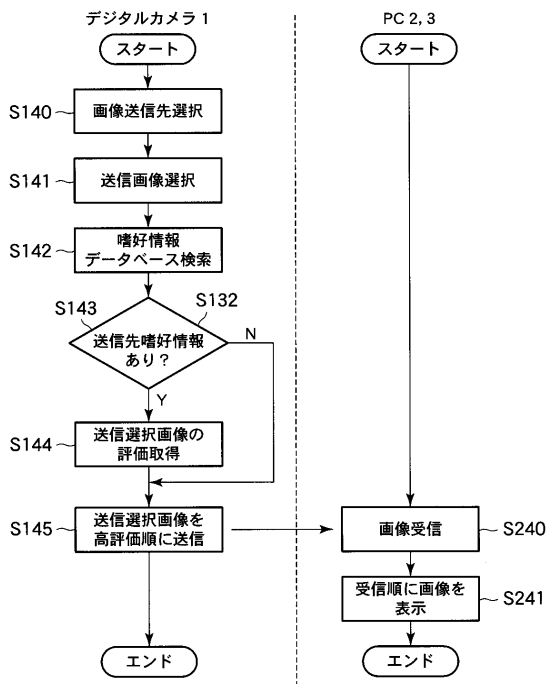 デジタルカメラ 1
スタート
S140
画像送信先選択
S141
送信画像選択
S142
嗜好情報
データベース検索
S143
S132
送信先嗜好情報
あり？
N
Y
S144
送信選択画像の
評価取得
S145
送信選択画像を
高評価順に送信
エンド
PC 2, 3
スタート
画像受信
S240
受信順に画像を
表示
S241
エンド